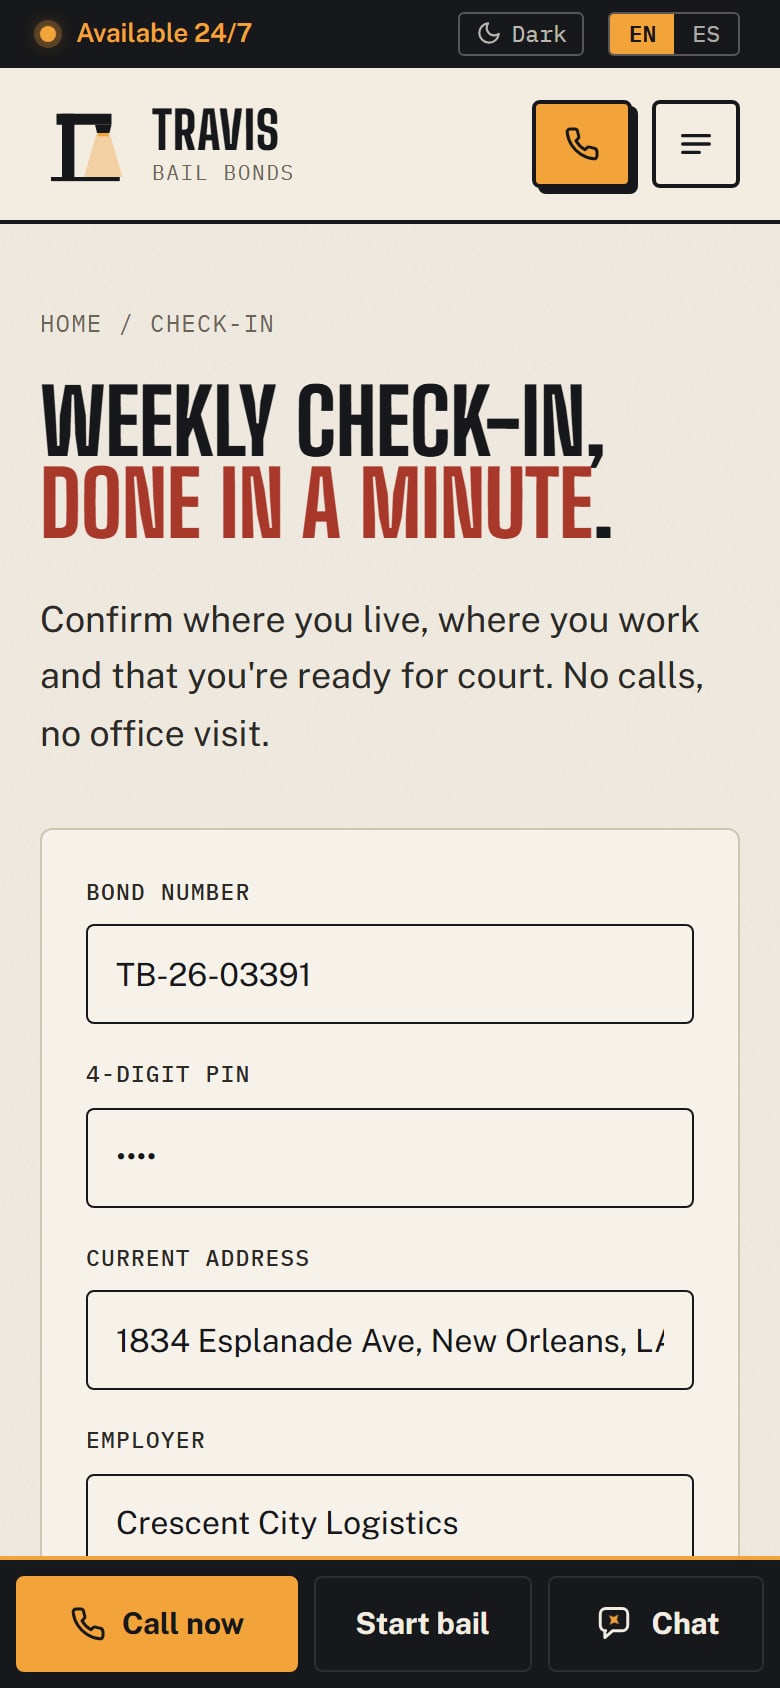 Available 24/7
Dark
EN
ES
TRAVIS
BAIL BONDS
HOME / CHECK-IN
WEEKLY CHECK-IN,
DONE IN A MINUTE.
Confirm where you live, where you work
and that you're ready for court. No calls,
no office visit.
BOND NUMBER
TB-26-03391
4-DIGIT PIN
••••
CURRENT ADDRESS
1834 Esplanade Ave, New Orleans, LA
EMPLOYER
Crescent City Logistics
Call now
Start bail
Chat